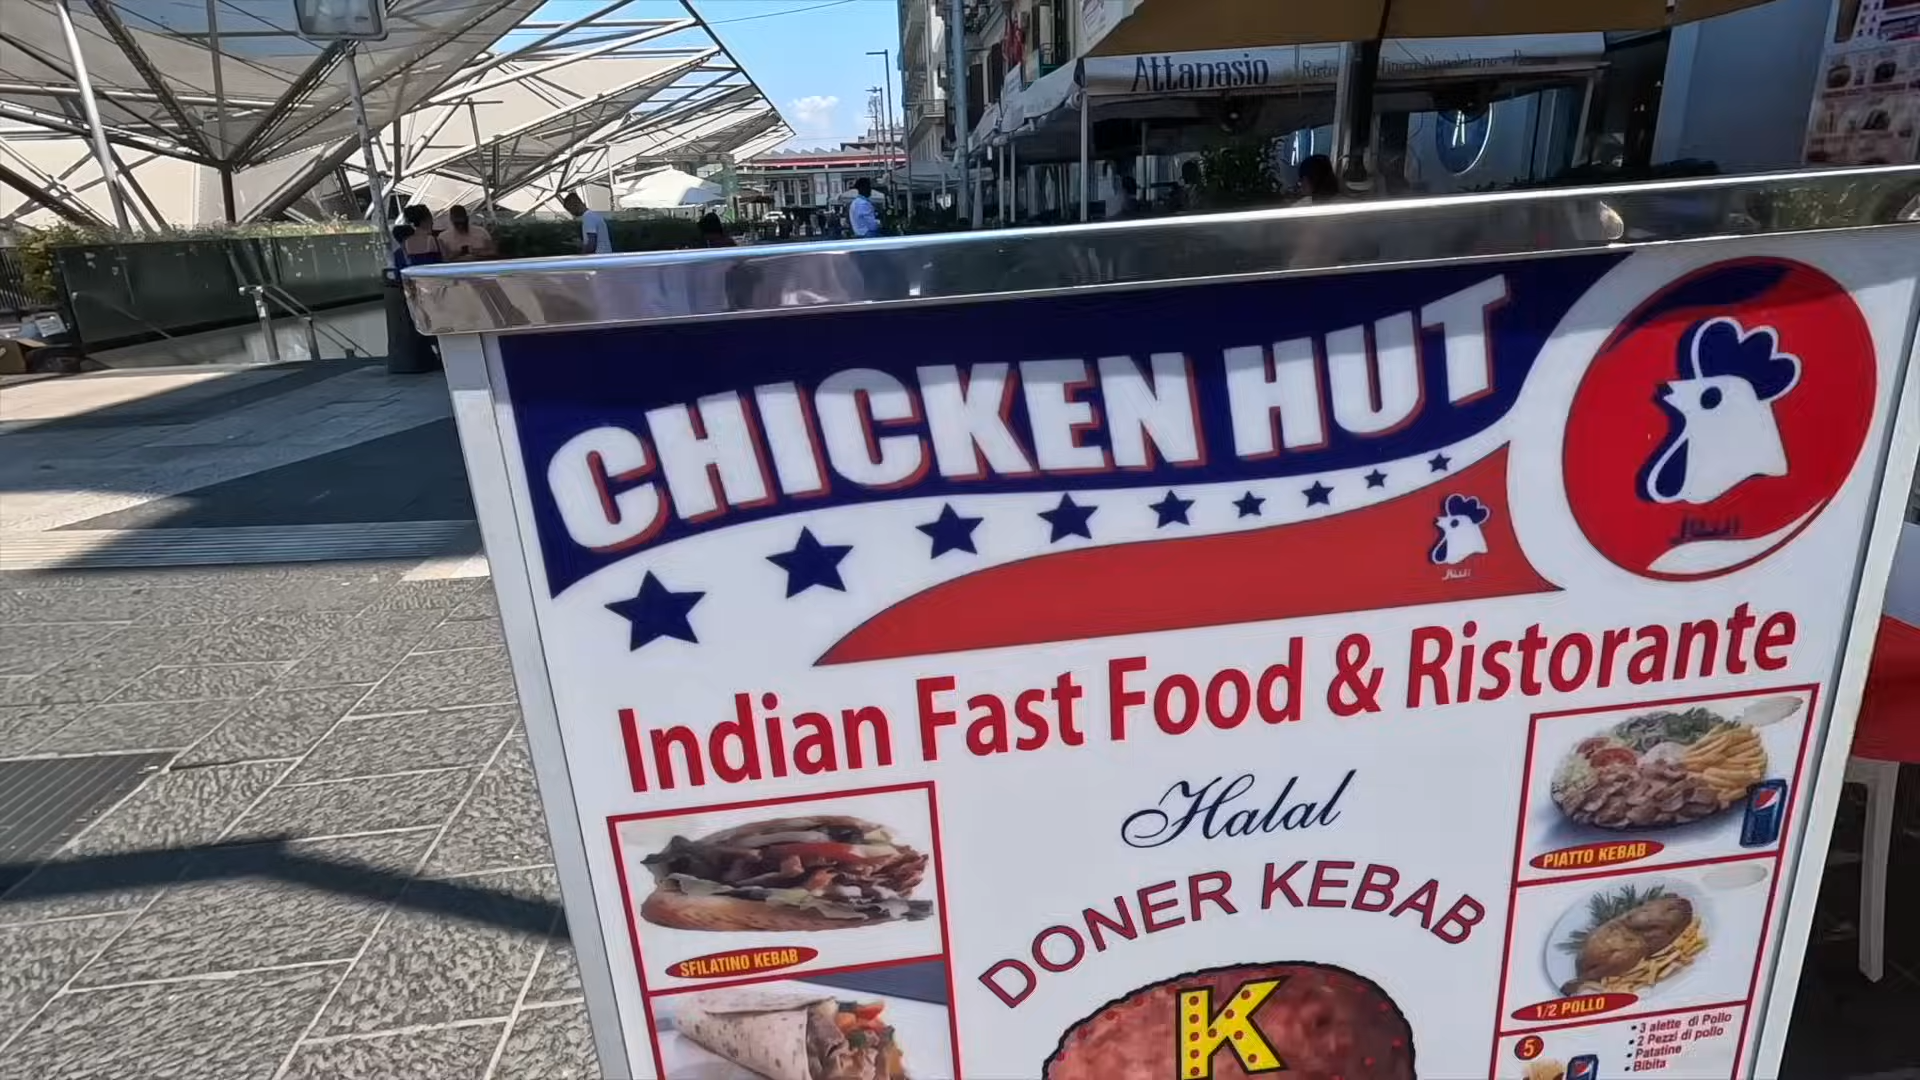 Attanasio
CHICKEN HUT
Indian Fast Food & Ristorante
Halal
DONER KEBAB
K
SFILATINO KEBAB
PIATTO KEBAB
1/2 POLLO
5
• 3 alette di Pollo
• 2 Pezzi di pollo
• Patatine
• Bibita